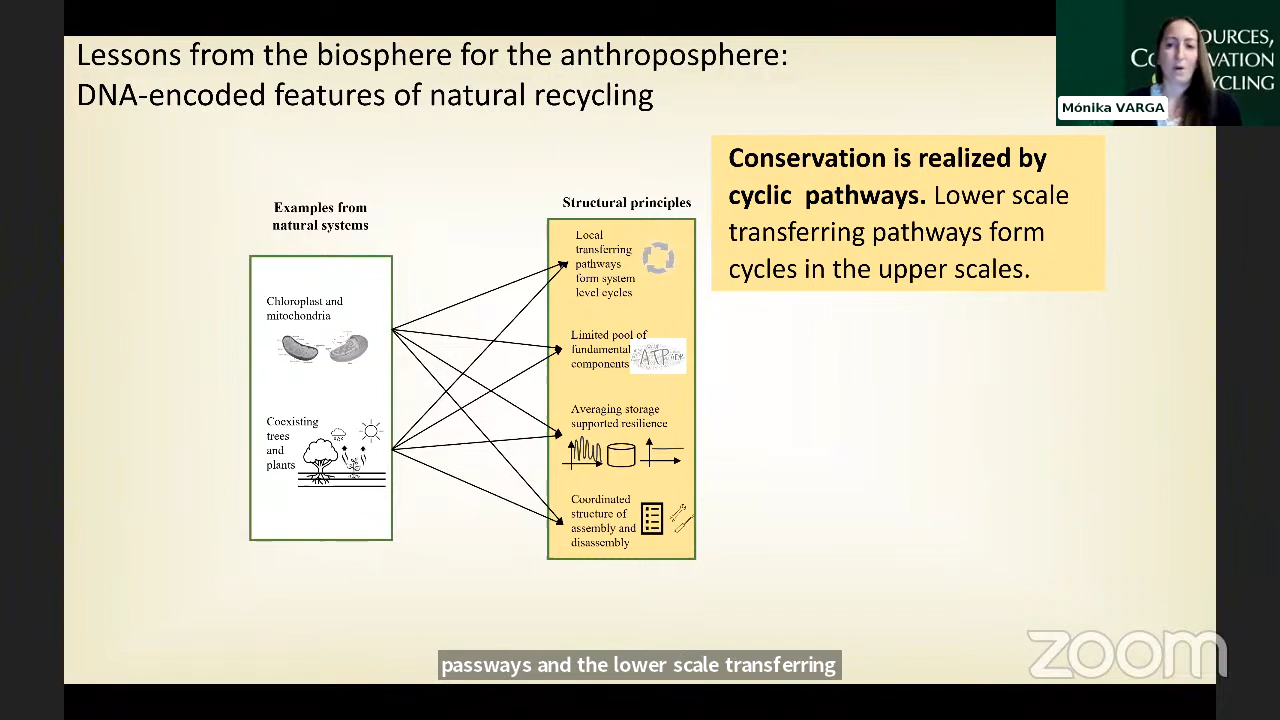 Lessons from the biosphere for the anthroposphere:
DNA-encoded features of natural recycling
OURCES,
VATION
YCLING
Mónika VARGA
Conservation is realized by
cyclic pathways. Lower scale
transferring pathways form
cycles in the upper scales.
Examples from
natural systems
Chloroplast and
mitochondria
Coexisting
trees
and
plants
Structural principles
Local
transferring
pathways
form system
level cycles
Limited pool of
fundamental
components
ATP
Averaging storage
supported resilience
Coordinated
structure of
assembly and
disassembly
passways and the lower scale transferring
zoom